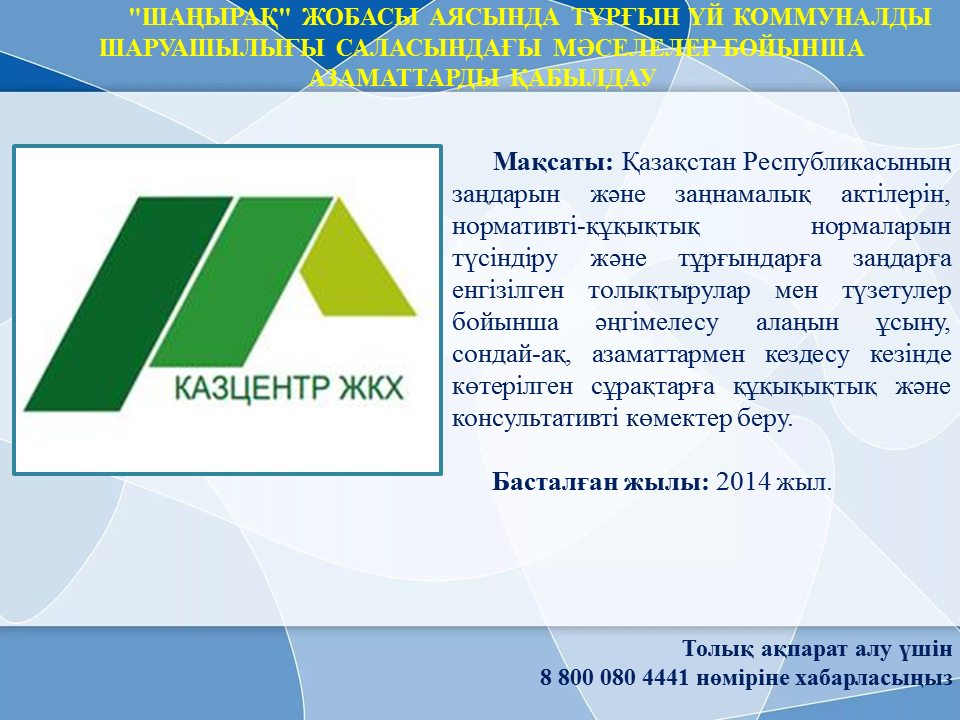 "ШАҢЫРАҚ" ЖОБАСЫ АЯСЫНДА ТҰРҒЫН ҮЙ КОММУНАЛДЫ
ШАРУАШЫЛЫҒЫ САЛАСЫНДАҒЫ МӘСЕЛЕЛЕР БОЙЫНША
АЗАМАТТАРДЫ ҚАБЫЛДАУ
КАЗЦЕНТР ЖКХ
Мақсаты: Қазақстан Республикасының
заңдарын және заңнамалық актілерін,
нормативті-құқықтық нормаларын
түсіндіру және тұрғындарға заңдарға
енгізілген толықтырулар мен түзетулер
бойынша әңгімелесу алаңын ұсыну,
сондай-ақ, азаматтармен кездесу кезінде
көтерілген сұрақтарға құқықықтық және
консультативті көмектер беру.
Басталған жылы: 2014 жыл.
Толық ақпарат алу үшін
8 800 080 4441 нөміріне хабарласыңыз